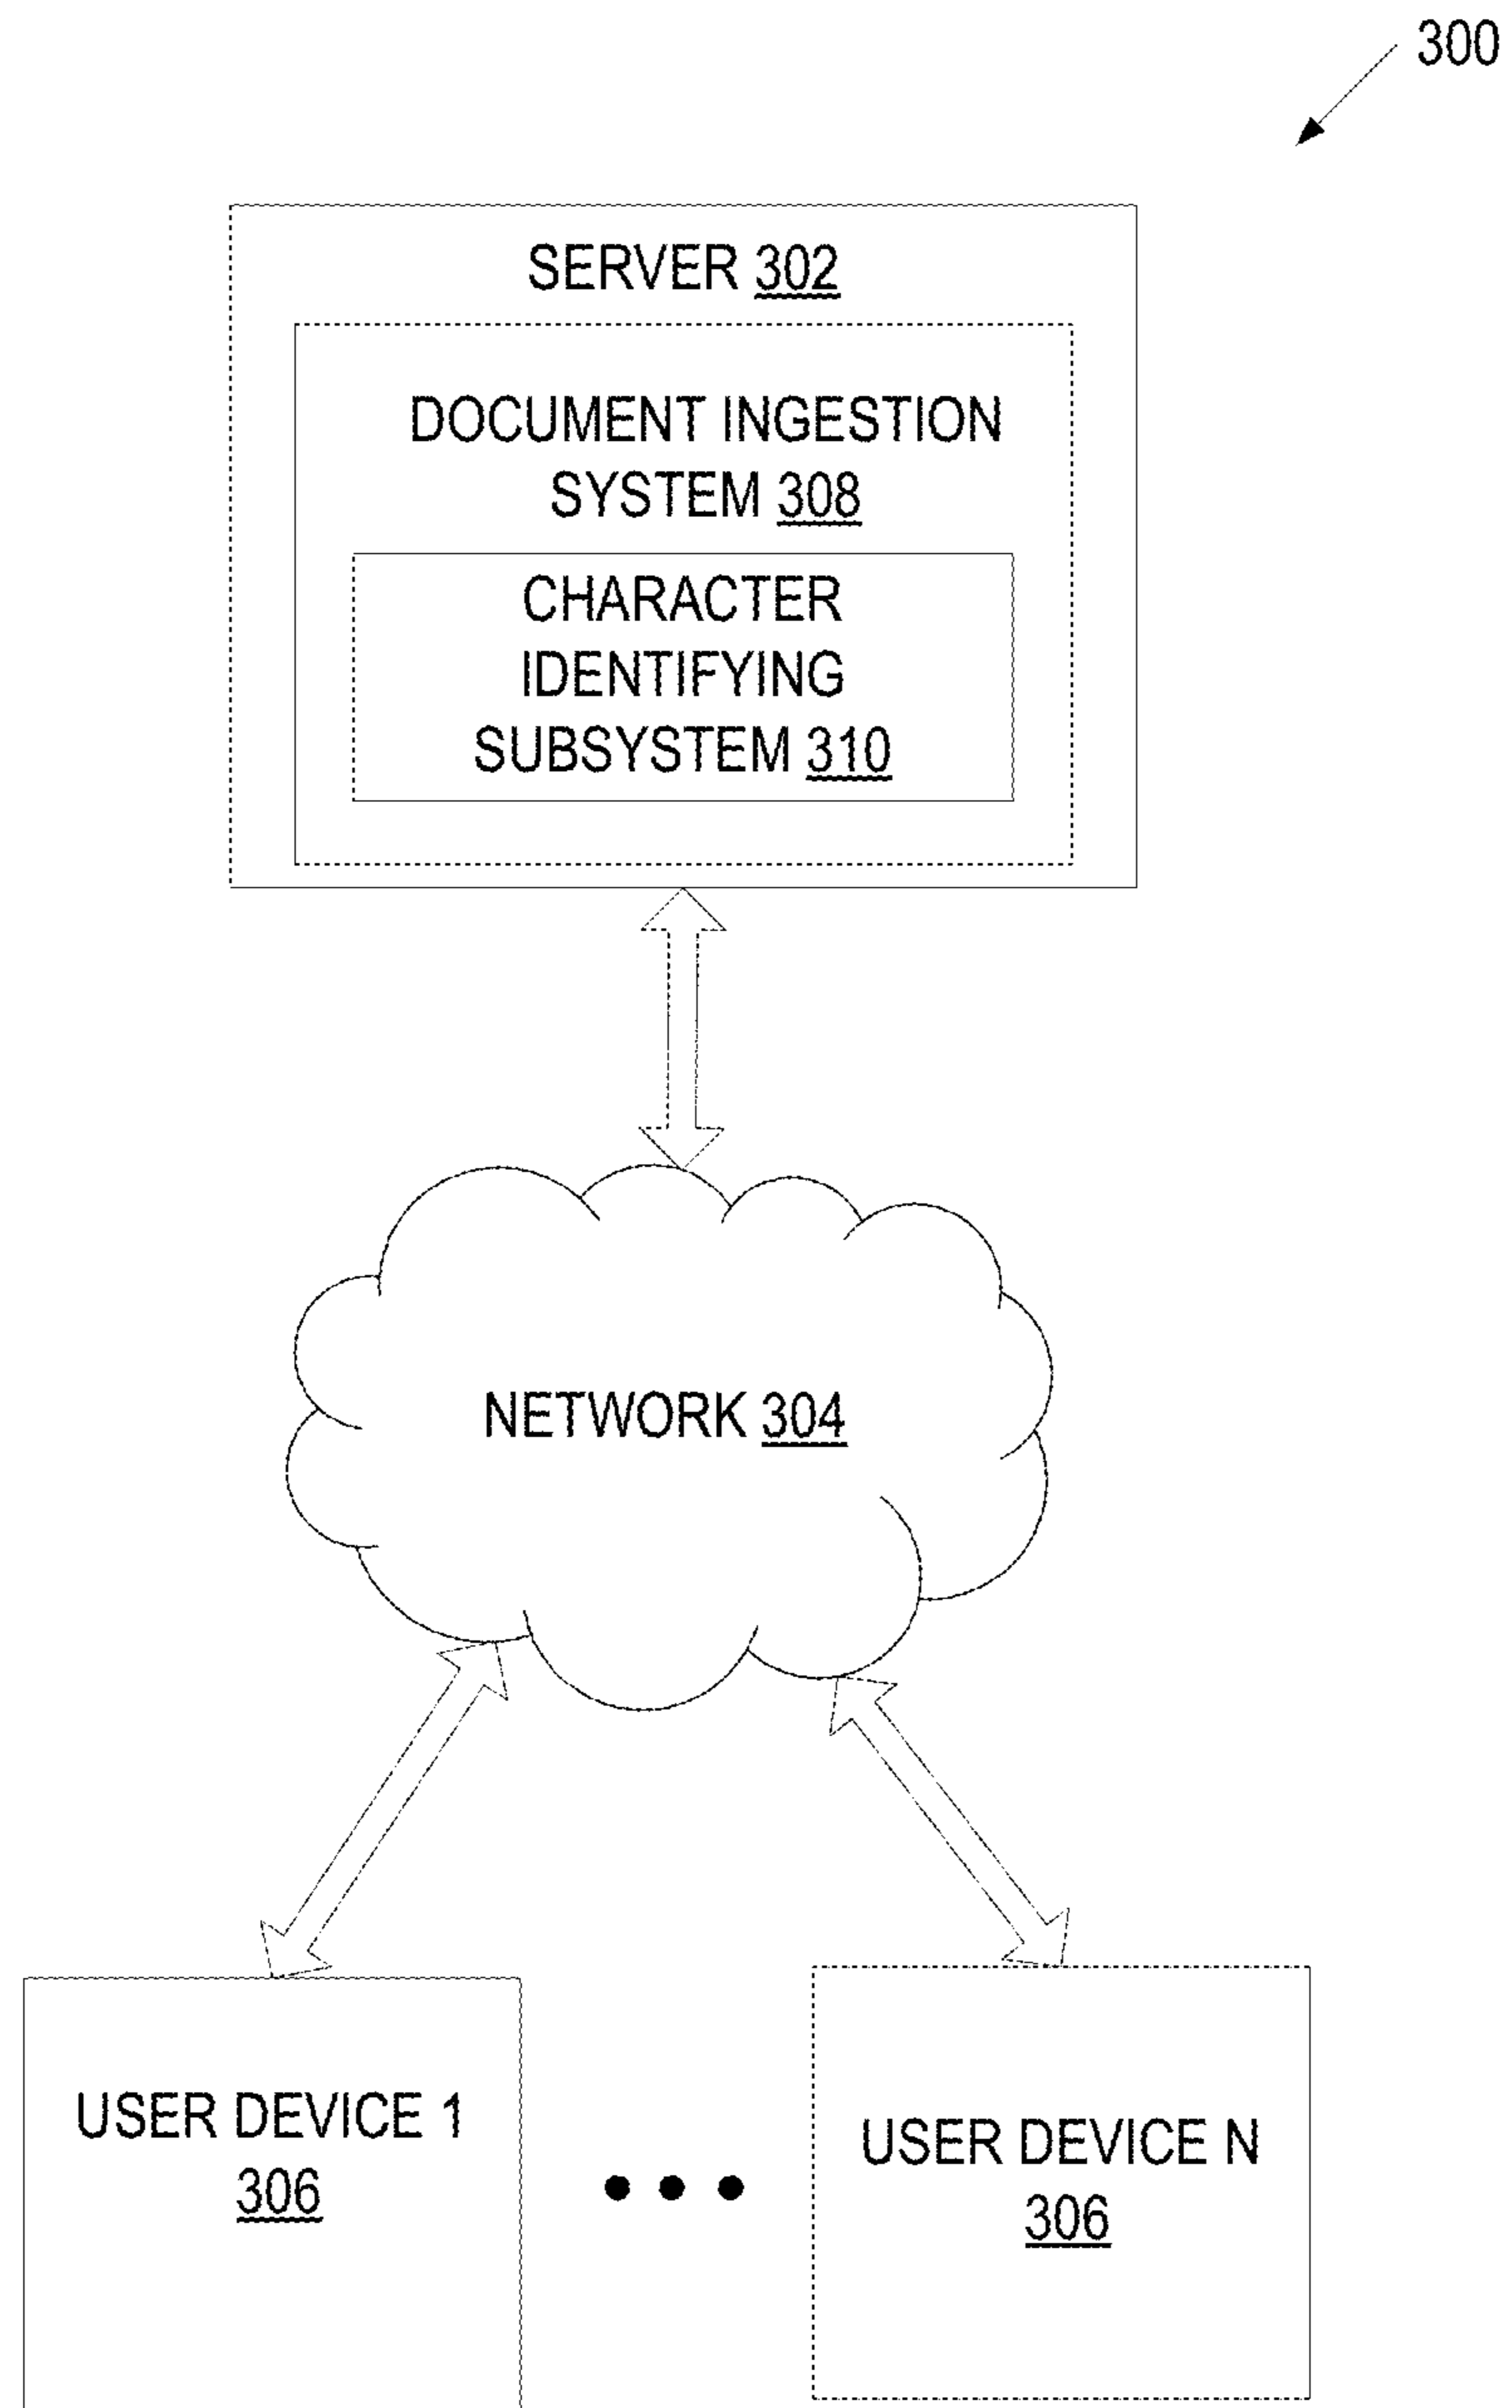 300
SERVER 302
DOCUMENT INGESTION
SYSTEM 308
CHARACTER
IDENTIFYING
SUBSYSTEM 310
NETWORK 304
USER DEVICE 1
306
USER DEVICE N
306